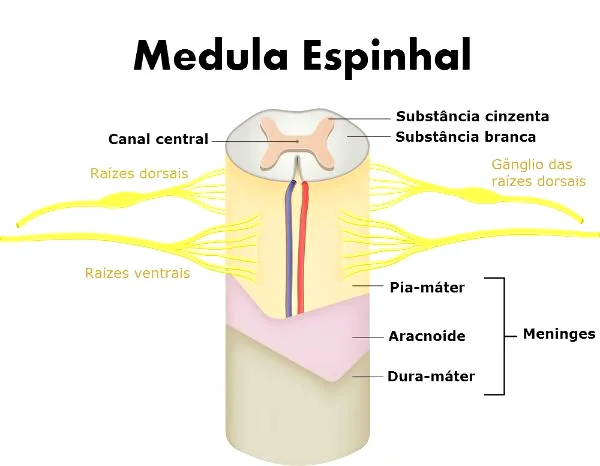 Medula Espinhal
Substância cinzenta
Canal central
Substância branca
Raízes dorsais
Gânglio das
raízes dorsais
Raízes ventrais
Pia-máter
Aracnoide
Meninges
Dura-máter